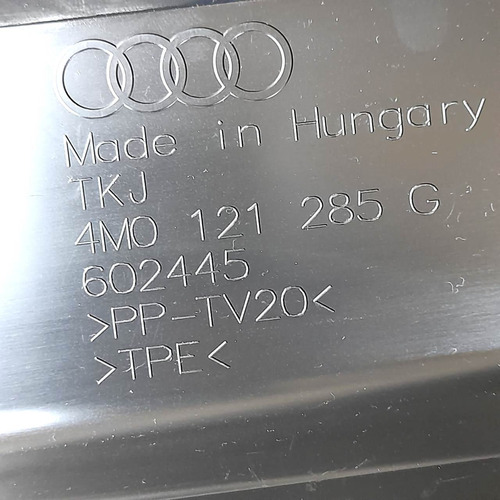 Made in Hungary
TKJ
4M0 121 285 G
602445
>PP-TV20<
>TPE<